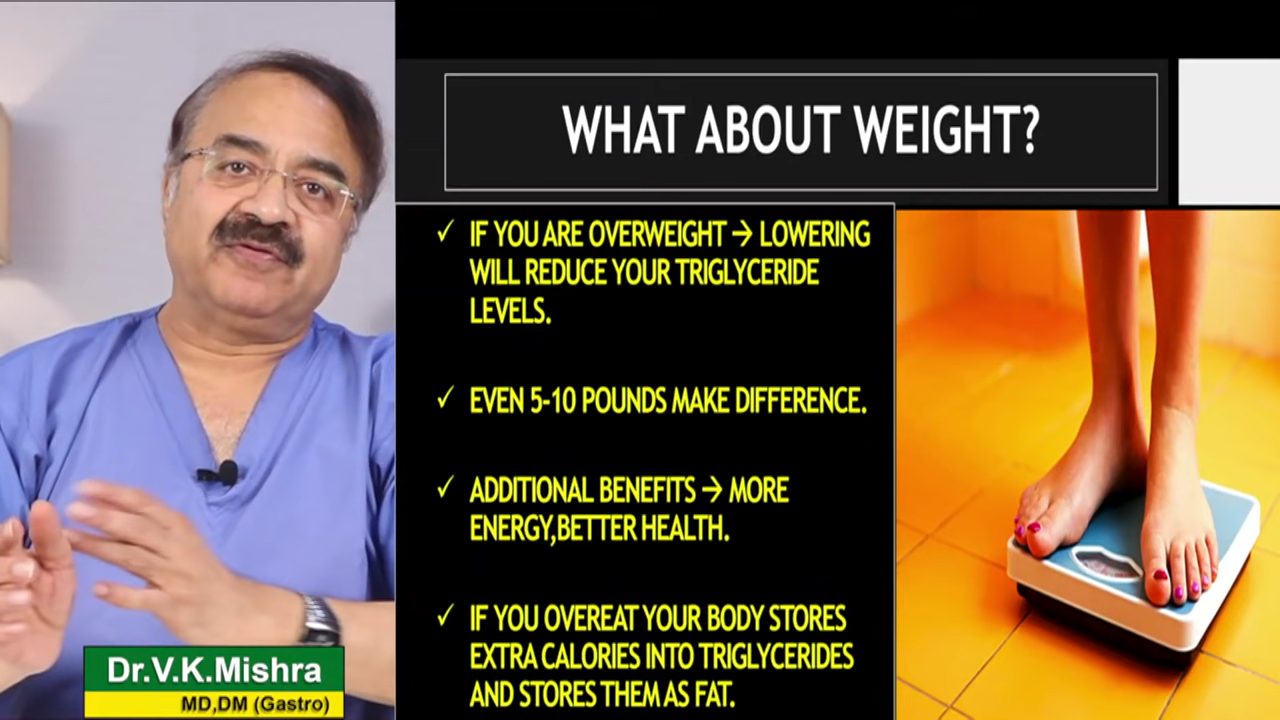 WHAT ABOUT WEIGHT?
✓ IF YOU ARE OVERWEIGHT → LOWERING
WILL REDUCE YOUR TRIGLYCERIDE
LEVELS.
✓ EVEN 5-10 POUNDS MAKE DIFFERENCE.
✓ ADDITIONAL BENEFITS → MORE
ENERGY,BETTER HEALTH.
✓ IF YOU OVEREAT YOUR BODY STORES
EXTRA CALORIES INTO TRIGLYCERIDES
AND STORES THEM AS FAT.
Dr.V.K.Mishra
MD,DM (Gastro)